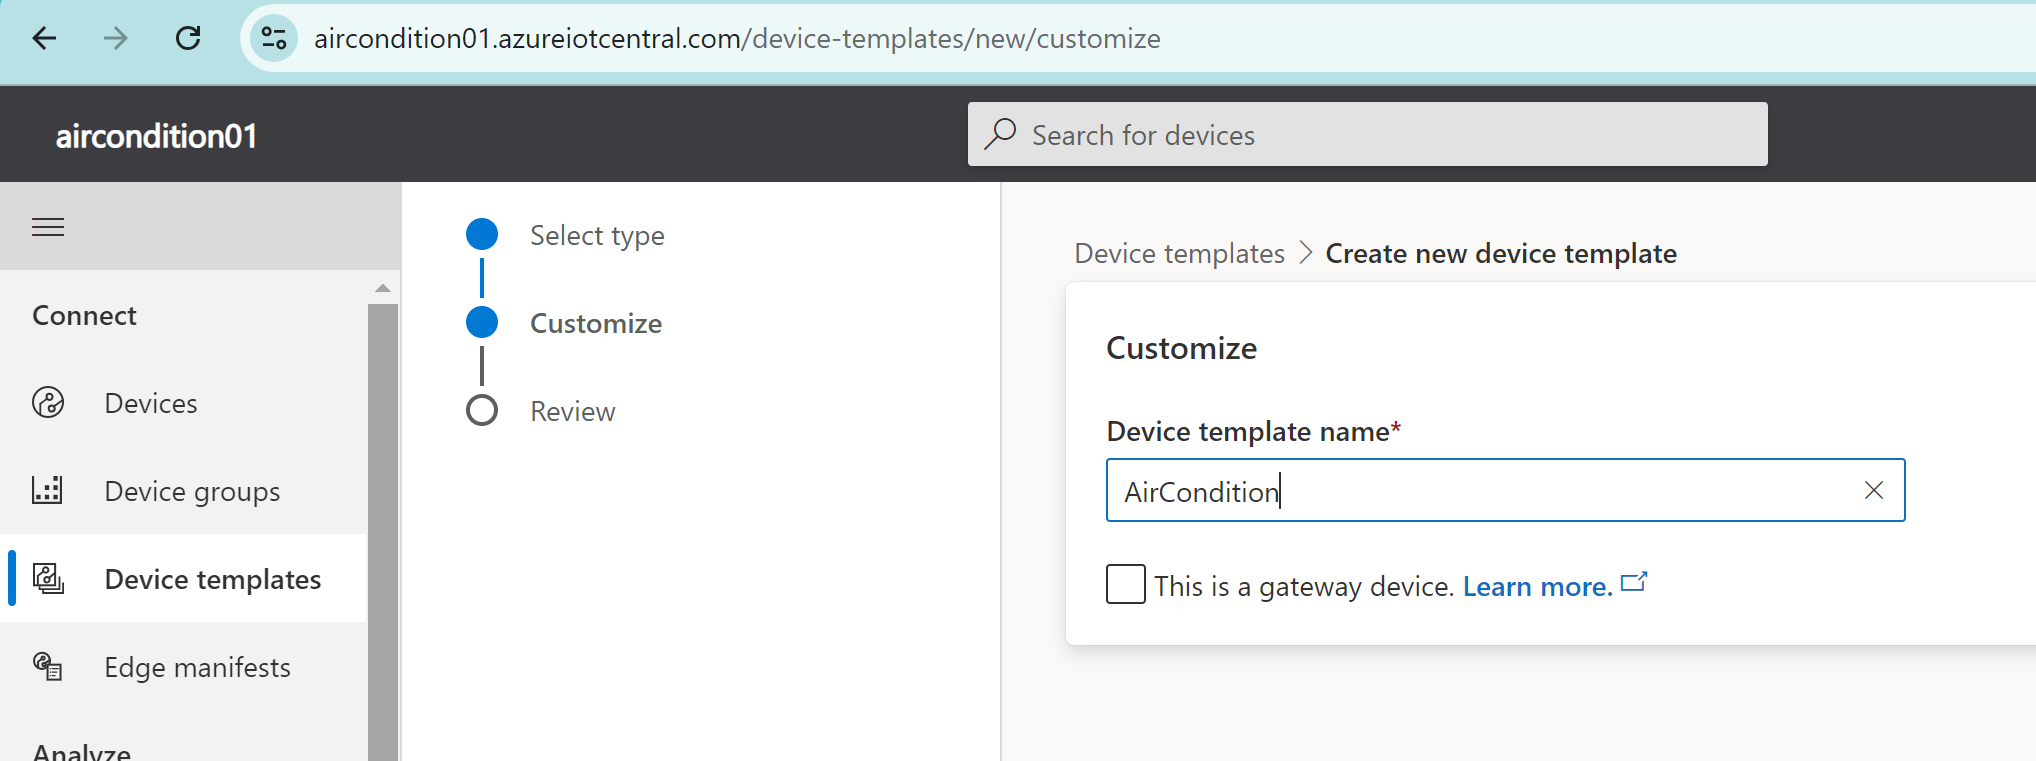 aircondition01.azureiotcentral.com/device-templates/new/customize
aircondition01
Search for devices
Connect
Devices
Device groups
Device templates
Edge manifests
Analyze
Select type
Customize
Review
Device templates > Create new device template
Customize
Device template name*
AirCondition
This is a gateway device. Learn more.